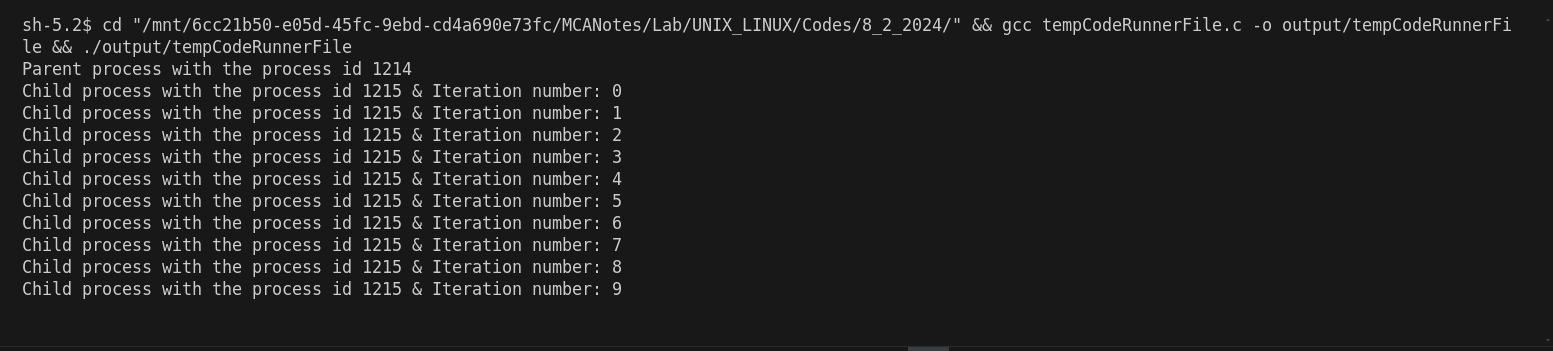 sh-5.2$ cd "/mnt/6cc21b50-e05d-45fc-9ebd-cd4a690e73fc/MCANotes/Lab/UNIX_LINUX/Codes/8_2_2024/" && gcc tempCodeRunnerFile.c -o output/tempCodeRunnerFi
le && ./output/tempCodeRunnerFile
Parent process with the process id 1214
Child process with the process id 1215 & Iteration number: 0
Child process with the process id 1215 & Iteration number: 1
Child process with the process id 1215 & Iteration number: 2
Child process with the process id 1215 & Iteration number: 3
Child process with the process id 1215 & Iteration number: 4
Child process with the process id 1215 & Iteration number: 5
Child process with the process id 1215 & Iteration number: 6
Child process with the process id 1215 & Iteration number: 7
Child process with the process id 1215 & Iteration number: 8
Child process with the process id 1215 & Iteration number: 9